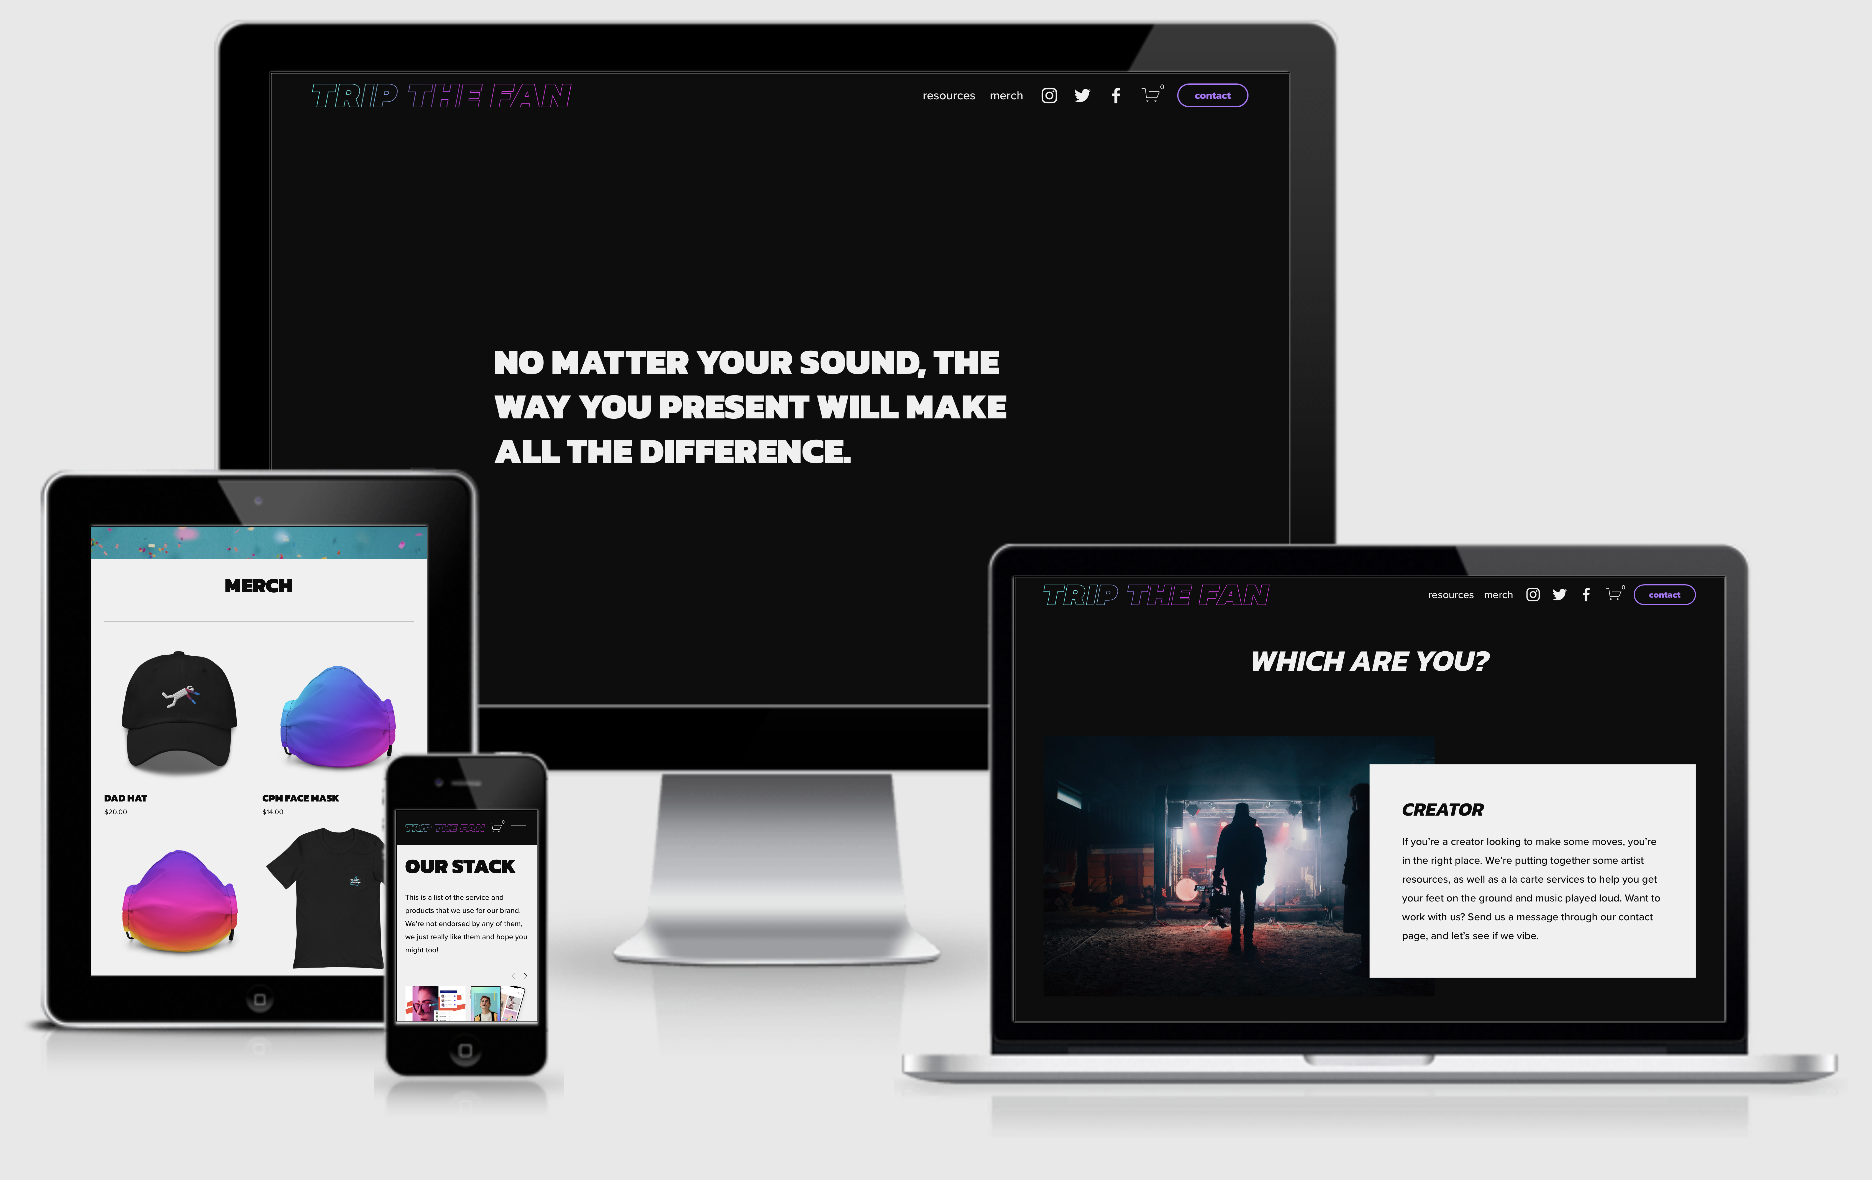 TRIP THE FAN
resources merch 0 contact
NO MATTER YOUR SOUND, THE
WAY YOU PRESENT WILL MAKE
ALL THE DIFFERENCE.
MERCH
DAD HAT
$20.00
CPM FACE MASK
$14.00
TRIP THE FAN 0
OUR STACK
This is a list of the service and
products that we use for our brand.
We're not endorsed by any of them,
we just really like them and hope you
might too!
TRIP THE FAN
resources merch 0 contact
WHICH ARE YOU?
CREATOR
If you're a creator looking to make some moves, you're
in the right place. We're putting together some artist
resources, as well as a la carte services to help you get
your feet on the ground and music played loud. Want to
work with us? Send us a message through our contact
page, and let's see if we vibe.